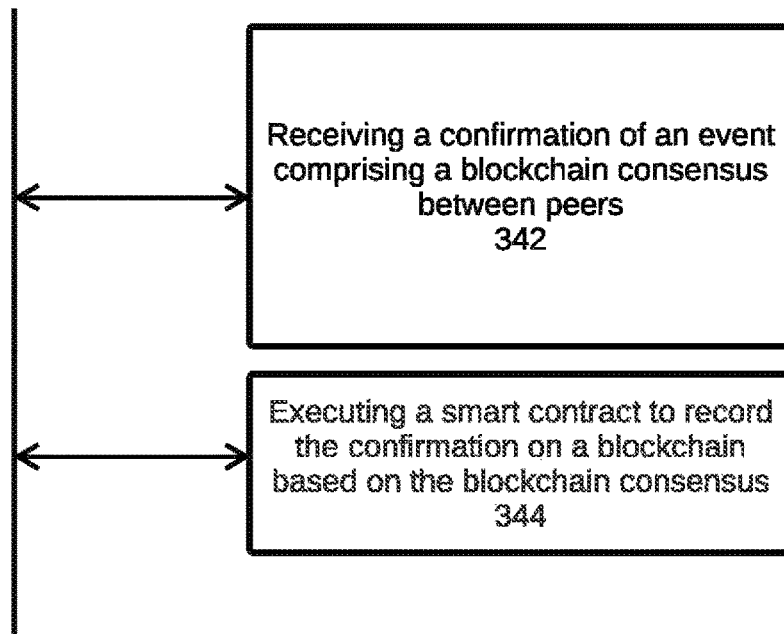 Receiving a confirmation of an event
comprising a blockchain consensus
between peers
342
Executing a smart contract to record
the confirmation on a blockchain
based on the blockchain consensus
344